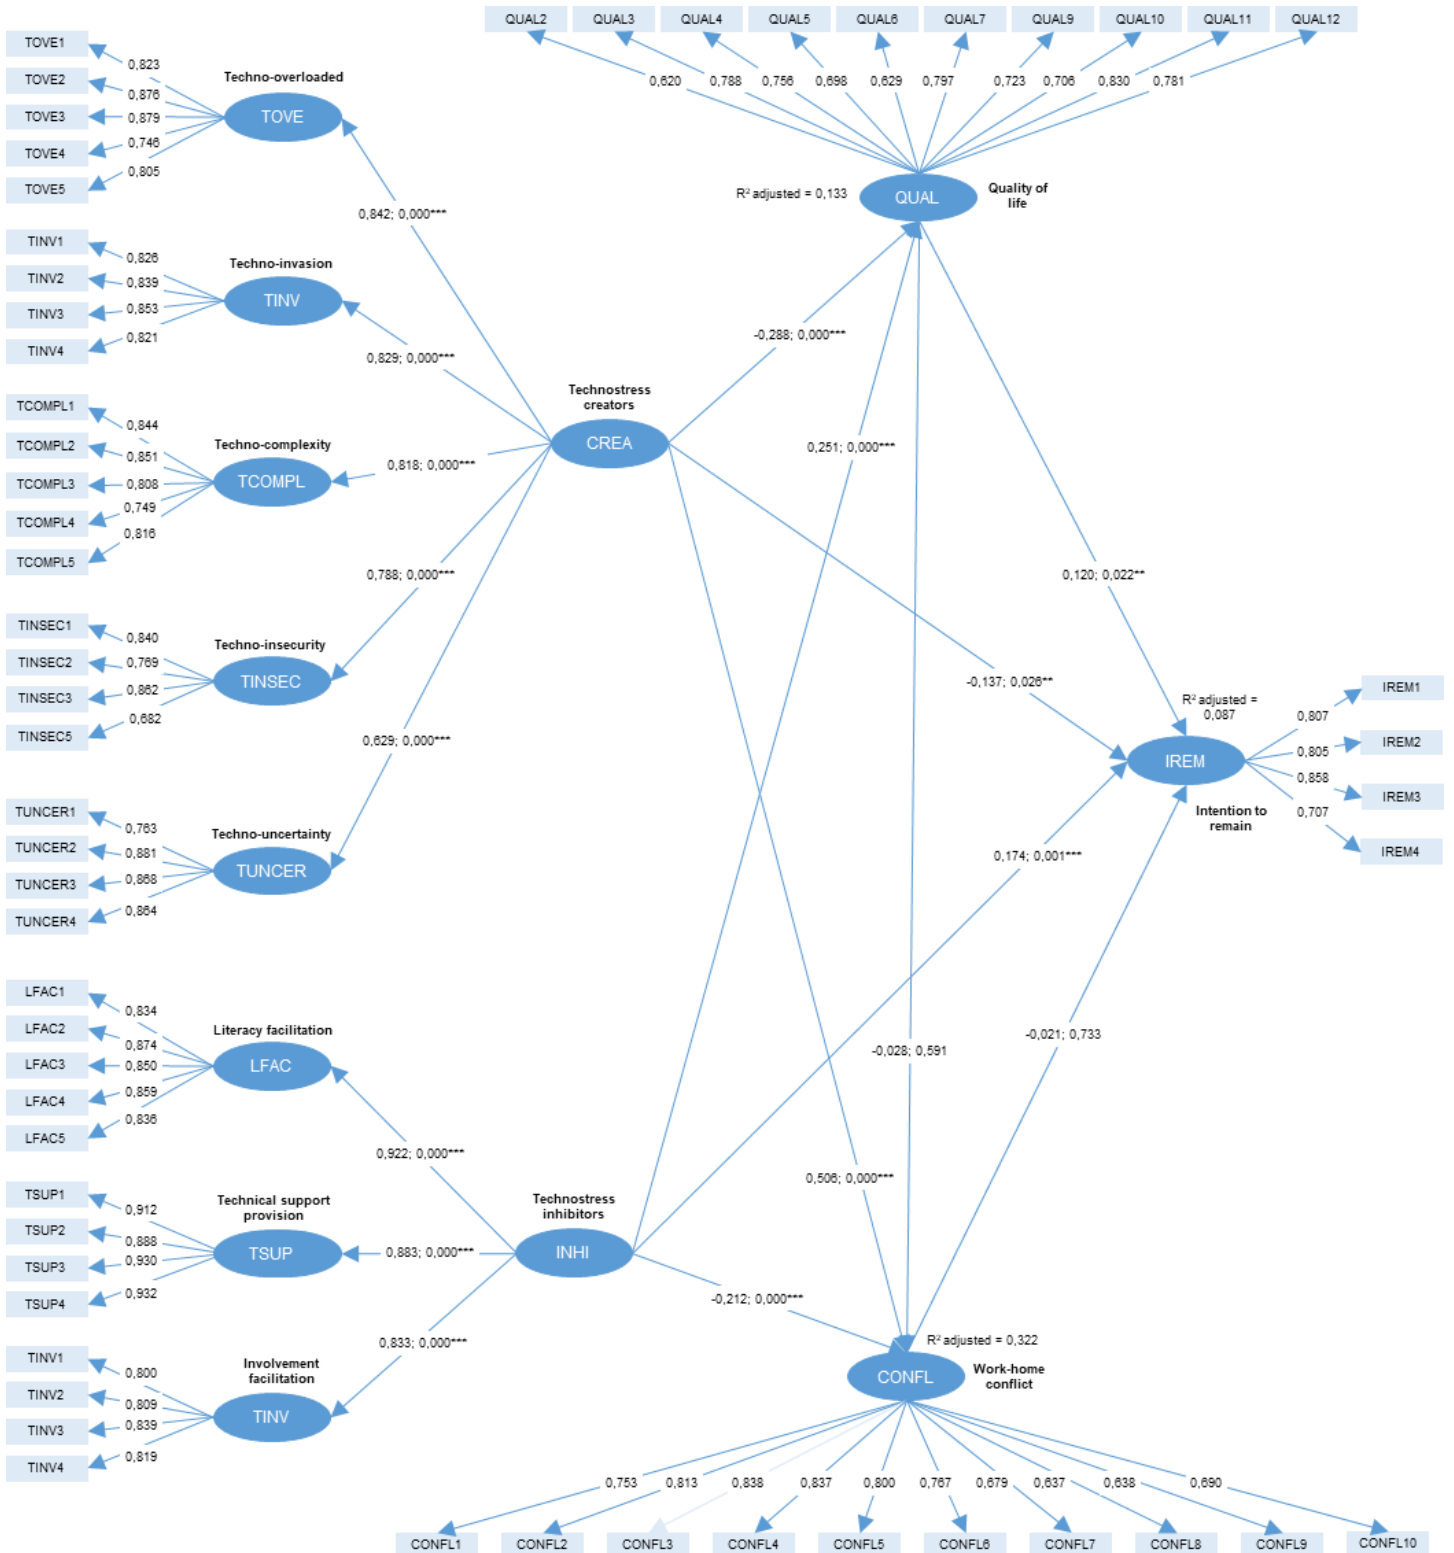 QUAL2
QUAL3
QUAL4
QUAL5
QUAL6
QUAL7
QUAL9
QUAL10
QUAL11
QUAL12
0,620
0,788
0,756
0,698
0,629
0,797
0,723
0,706
0,830
0,781
R² adjusted = 0,133
QUAL
Quality of
life
TOVE1
TOVE2
TOVE3
TOVE4
TOVE5
0,823
0,876
0,879
0,746
0,805
Techno-overloaded
TOVE
0,842; 0,000***
TINV1
TINV2
TINV3
TINV4
0,826
0,839
0,853
0,821
Techno-invasion
TINV
0,829; 0,000***
-0,288; 0,000***
TCOMPL1
TCOMPL2
TCOMPL3
TCOMPL4
TCOMPL5
0,844
0,851
0,808
0,749
0,816
Techno-complexity
TCOMPL
0,818; 0,000***
Technostress
creators
CREA
0,251; 0,000***
0,788; 0,000***
0,120; 0,022**
TINSEC1
TINSEC2
TINSEC3
TINSEC5
0,840
0,769
0,862
0,682
Techno-insecurity
TINSEC
0,629; 0,000***
-0,137; 0,026**
R² adjusted =
0,087
IREM
Intention to
remain
0,807
0,805
0,858
0,707
IREM1
IREM2
IREM3
IREM4
TUNCER1
TUNCER2
TUNCER3
TUNCER4
0,763
0,881
0,868
0,864
Techno-uncertainty
TUNCER
0,174; 0,001***
LFAC1
LFAC2
LFAC3
LFAC4
LFAC5
0,834
0,874
0,850
0,859
0,836
Literacy facilitation
LFAC
-0,028; 0,591
-0,021; 0,733
0,922; 0,000***
0,506; 0,000***
TSUP1
TSUP2
TSUP3
TSUP4
0,912
0,888
0,930
0,932
Technical support
provision
TSUP
0,883; 0,000***
Technostress
inhibitors
INHI
-0,212; 0,000***
0,833; 0,000***
TINV1
TINV2
TINV3
TINV4
0,800
0,809
0,839
0,819
Involvement
facilitation
TINV
R² adjusted = 0,322
CONFL
Work-home
conflict
0,753
0,813
0,838
0,837
0,800
0,767
0,679
0,637
0,638
0,690
CONFL1
CONFL2
CONFL3
CONFL4
CONFL5
CONFL6
CONFL7
CONFL8
CONFL9
CONFL10